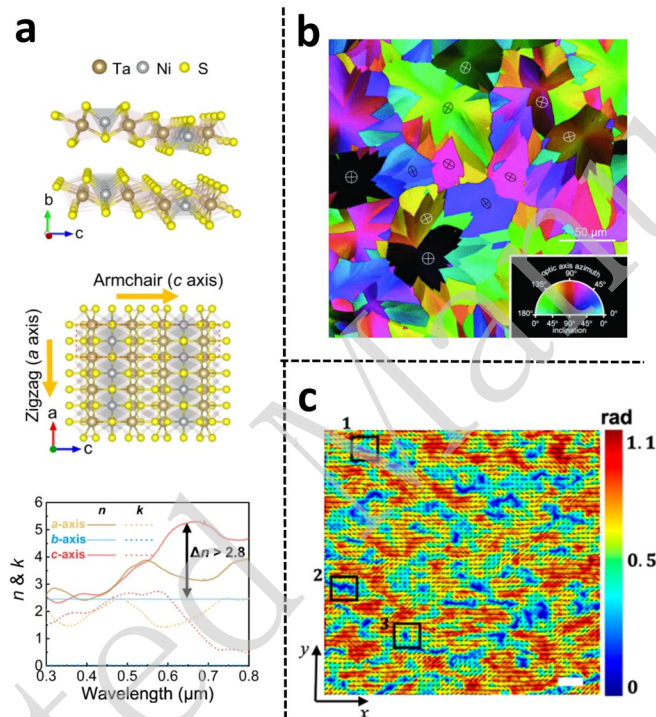 a
Ta Ni S
b
c
Armchair (c axis)
Zigzag (a axis)
a
c
6
5
4
3
2
1
0
n & k
n k
a-axis
b-axis
c-axis
Δn > 2.8
0.3 0.4 0.5 0.6 0.7 0.8
Wavelength (μm)
b
50 μm
optic axis azimuth
90°
135° 45°
180° 0°
0° 45° 90° 45° 0°
inclination
c
rad
1
2
3
y
x
1.1
0.5
0